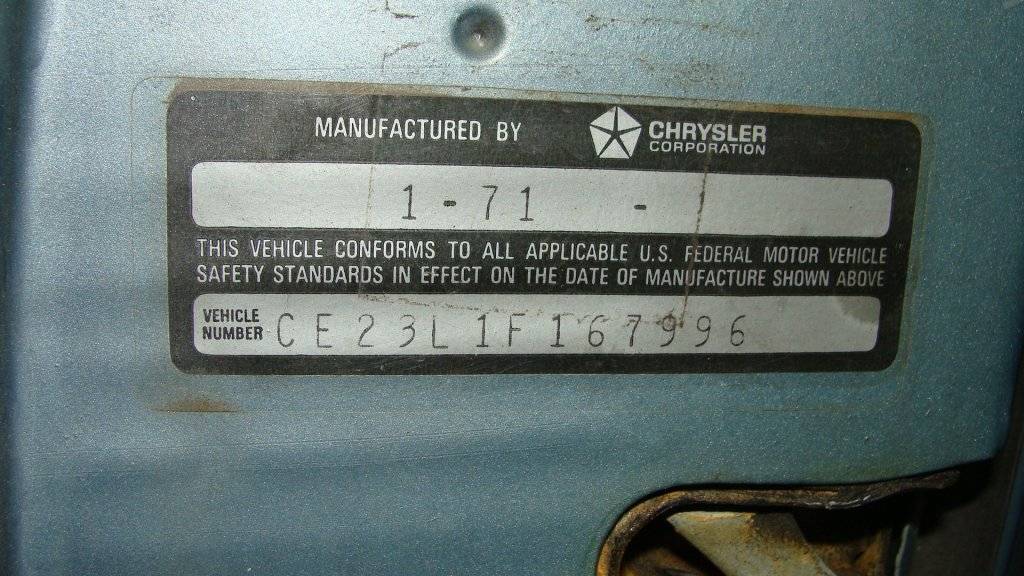 MANUFACTURED BY CHRYSLER CORPORATION
1-71 -
THIS VEHICLE CONFORMS TO ALL APPLICABLE U.S. FEDERAL MOTOR VEHICLE
SAFETY STANDARDS IN EFFECT ON THE DATE OF MANUFACTURE SHOWN ABOVE
VEHICLE NUMBER CE23L1F167996